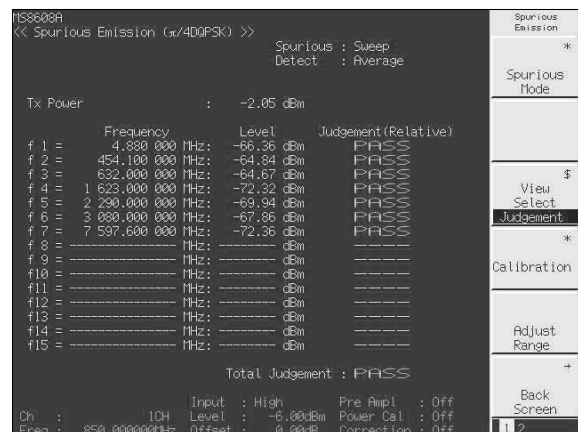 MS8608A
<< Spurious Emission (π/4DQPSK) >>
Spurious : Sweep
Detect : Average
Tx Power : -2.05 dBm
Frequency Level Judgement(Relative)
f 1 = 4.880 000 MHz: -66.36 dBm PASS
f 2 = 454.100 000 MHz: -64.84 dBm PASS
f 3 = 632.000 000 MHz: -64.67 dBm PASS
f 4 = 1 623.000 000 MHz: -72.32 dBm PASS
f 5 = 2 290.000 000 MHz: -69.94 dBm PASS
f 6 = 3 080.000 000 MHz: -67.86 dBm PASS
f 7 = 7 597.600 000 MHz: -72.36 dBm PASS
f 8 = --------------- MHz: -------- dBm -----
f 9 = --------------- MHz: -------- dBm -----
f10 = --------------- MHz: -------- dBm -----
f11 = --------------- MHz: -------- dBm -----
f12 = --------------- MHz: -------- dBm -----
f13 = --------------- MHz: -------- dBm -----
f14 = --------------- MHz: -------- dBm -----
f15 = --------------- MHz: -------- dBm -----
Total Judgement : PASS
Input : High Pre Ampl : Off
Ch : 1CH Level : -6.00dBm Power Cal : Off
Freq : 850.000000MHz Offset : 0.00dB Correction : Off
Spurious
Emission
*
Spurious
Mode
$
View
Select
Judgement
*
Calibration
Adjust
Range
→
Back
Screen
1 2